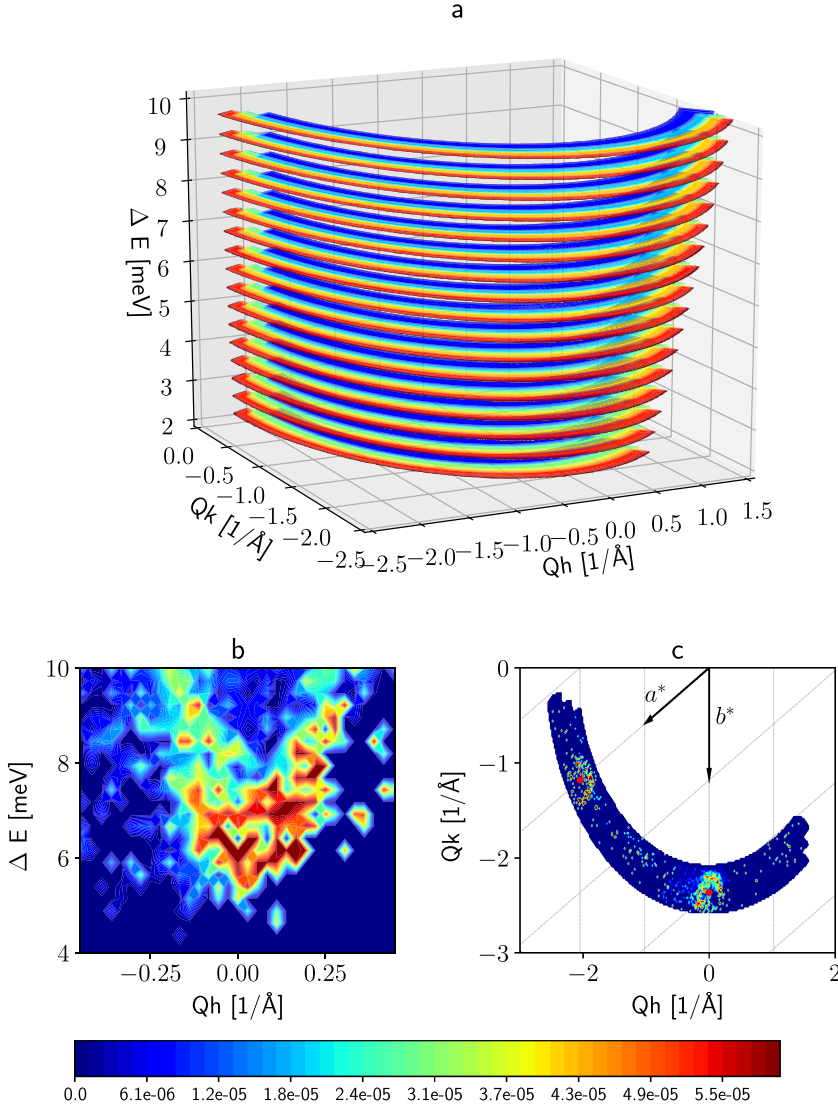 a
10
9
8
7
6
5
4
3
2
Δ E [meV]
0.0
−0.5
−1.0
−1.5
−2.0
−2.5
Qk [1/Å]
−2.5 −2.0 −1.5 −1.0 −0.5 0.0 0.5 1.0 1.5
Qh [1/Å]
b
10
8
6
4
Δ E [meV]
−0.25 0.00 0.25
Qh [1/Å]
c
0
−1
−2
−3
Qk [1/Å]
a*
b*
−2 0 2
Qh [1/Å]
0.0 6.1e-06 1.2e-05 1.8e-05 2.4e-05 3.1e-05 3.7e-05 4.3e-05 4.9e-05 5.5e-05